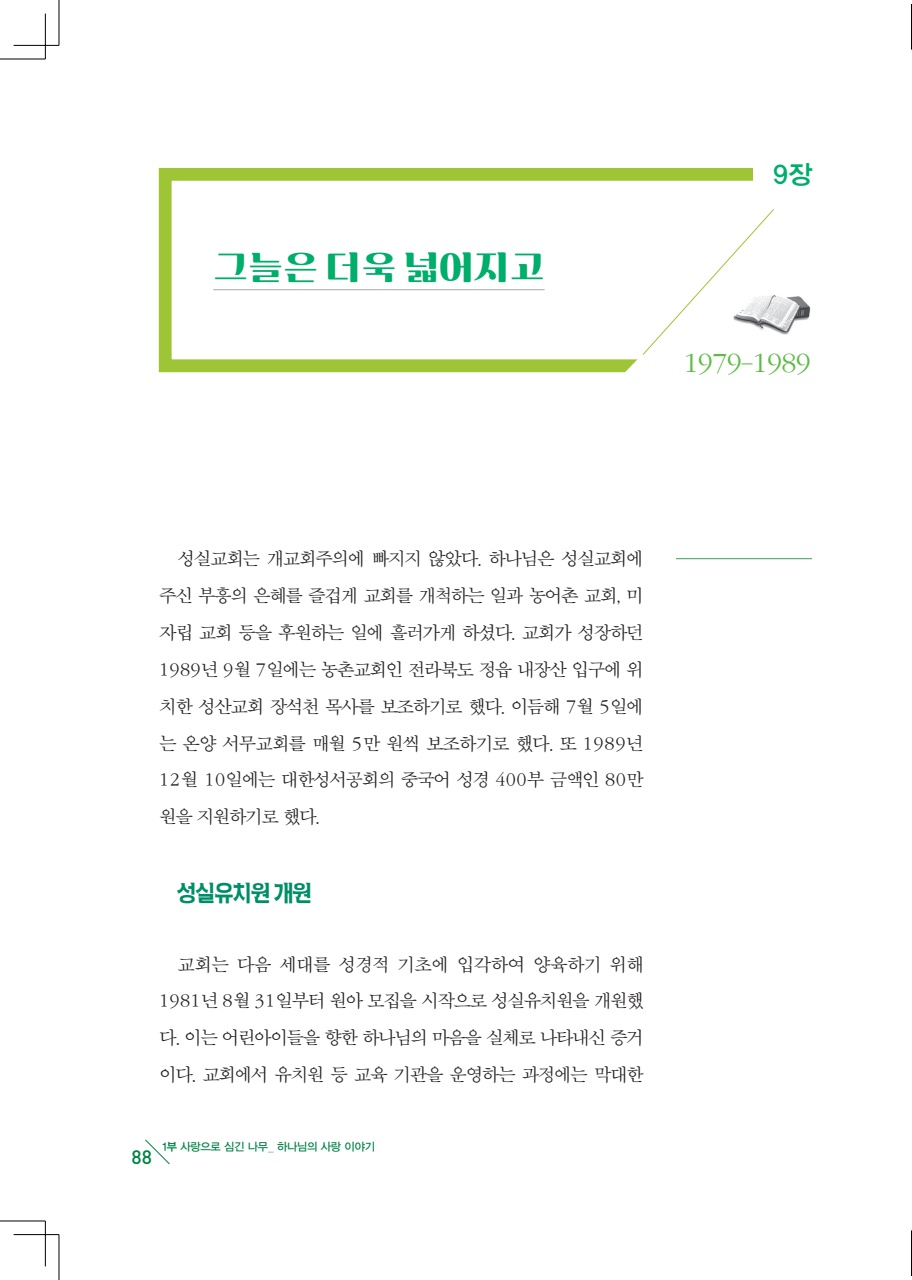 9장
그늘은 더욱 넓어지고
1979-1989
성실교회는 개교회주의에 빠지지 않았다. 하나님은 성실교회에
주신 부흥의 은혜를 즐겁게 교회를 개척하는 일과 농어촌 교회, 미
자립 교회 등을 후원하는 일에 흘러가게 하셨다. 교회가 성장하던
1989년 9월 7일에는 농촌교회인 전라북도 정읍 내장산 입구에 위
치한 성산교회 장석천 목사를 보조하기로 했다. 이듬해 7월 5일에
는 온양 서무교회를 매월 5만 원씩 보조하기로 했다. 또 1989년
12월 10일에는 대한성서공회의 중국어 성경 400부 금액인 80만
원을 지원하기로 했다.
성실유치원 개원
교회는 다음 세대를 성경적 기초에 입각하여 양육하기 위해
1981년 8월 31일부터 원아 모집을 시작으로 성실유치원을 개원했
다. 이는 어린아이들을 향한 하나님의 마음을 실체로 나타내신 증거
이다. 교회에서 유치원 등 교육 기관을 운영하는 과정에는 막대한
88
1부 사랑으로 심긴 나무_ 하나님의 사랑 이야기